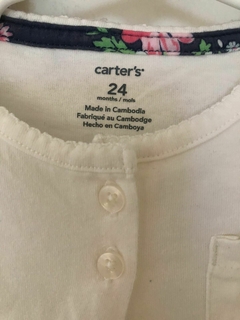 carter's®
24
months / mois
Made in Cambodia
Fabriqué au Cambodge
Hecho en Camboya